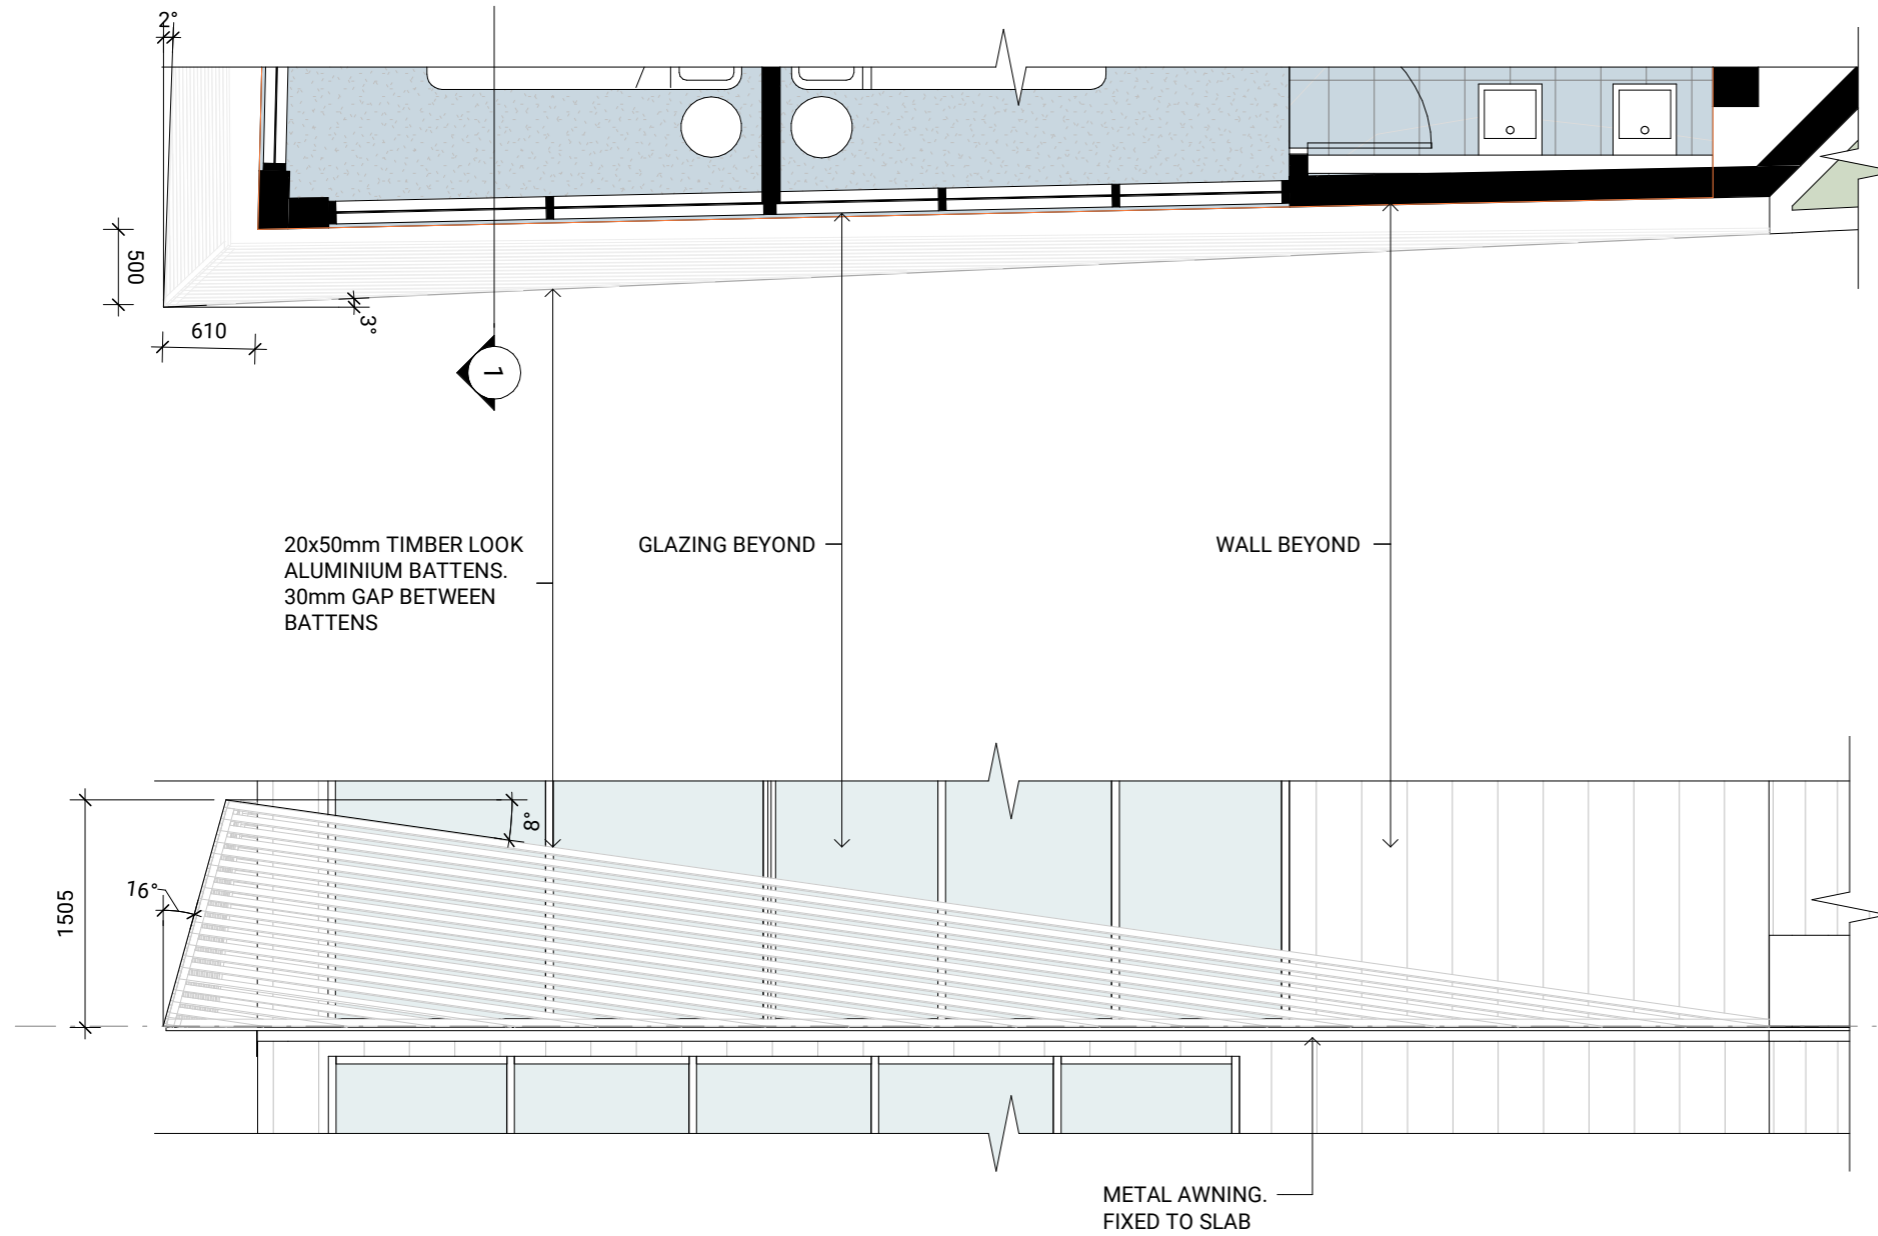 2°
500
610
3°
1
20x50mm TIMBER LOOK
ALUMINIUM BATTENS.
30mm GAP BETWEEN
BATTENS
GLAZING BEYOND
WALL BEYOND
8°
16°
1505
METAL AWNING.
FIXED TO SLAB